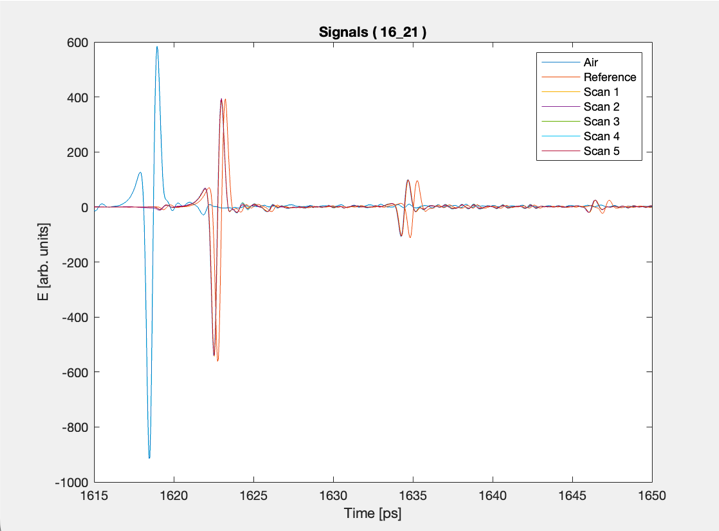 Signals ( 16_21 )
600
400
200
0
-200
-400
-600
-800
-1000
E [arb. units]
1615 1620 1625 1630 1635 1640 1645 1650
Time [ps]
Air
Reference
Scan 1
Scan 2
Scan 3
Scan 4
Scan 5